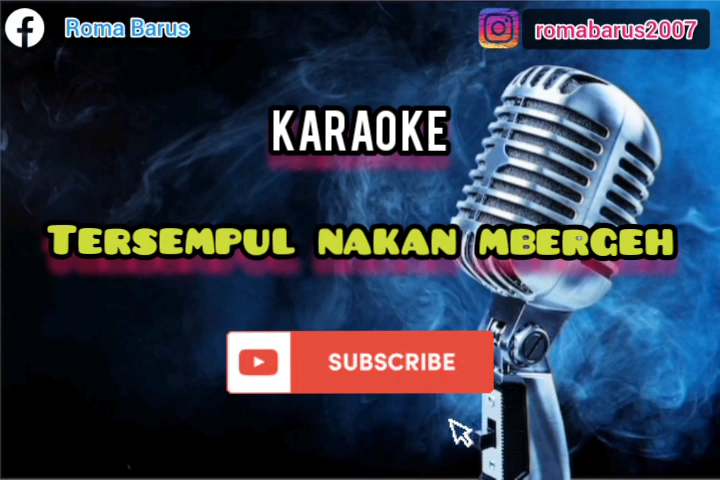 Roma Barus
romabarus2007
KARAOKE
TERSEMPUL NAKAN MBERGEH
SUBSCRIBE